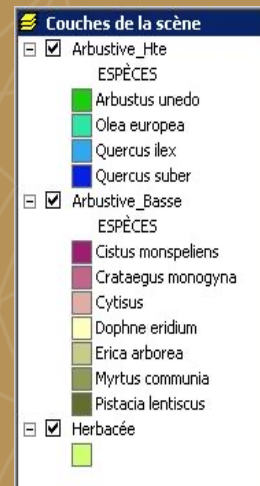 Couches de la scène
Arbustive_Hte
ESPÈCES
Arbustus unedo
Olea europea
Quercus ilex
Quercus suber
Arbustive_Basse
ESPÈCES
Cistus monspeliens
Crataegus monogyna
Cytisus
Dophne eridium
Erica arborea
Myrtus communia
Pistacia lentiscus
Herbacée